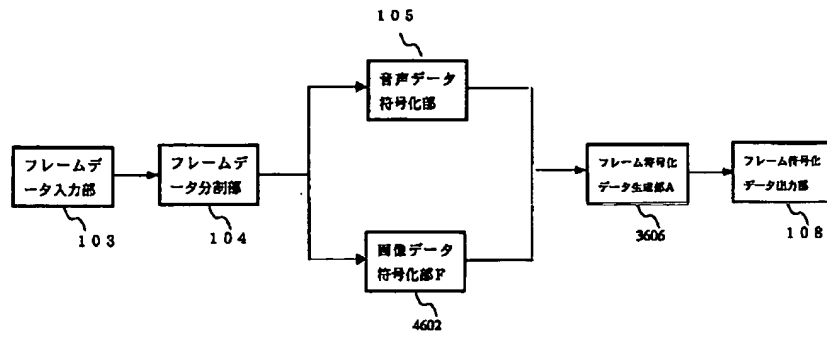 105
音声データ
符号化部
フレームデ
ータ入力部
103
フレームデ
ータ分割部
104
画像データ
符号化部F
4602
フレーム符号化
データ生成部A
3606
フレーム符号化
データ出力部
108